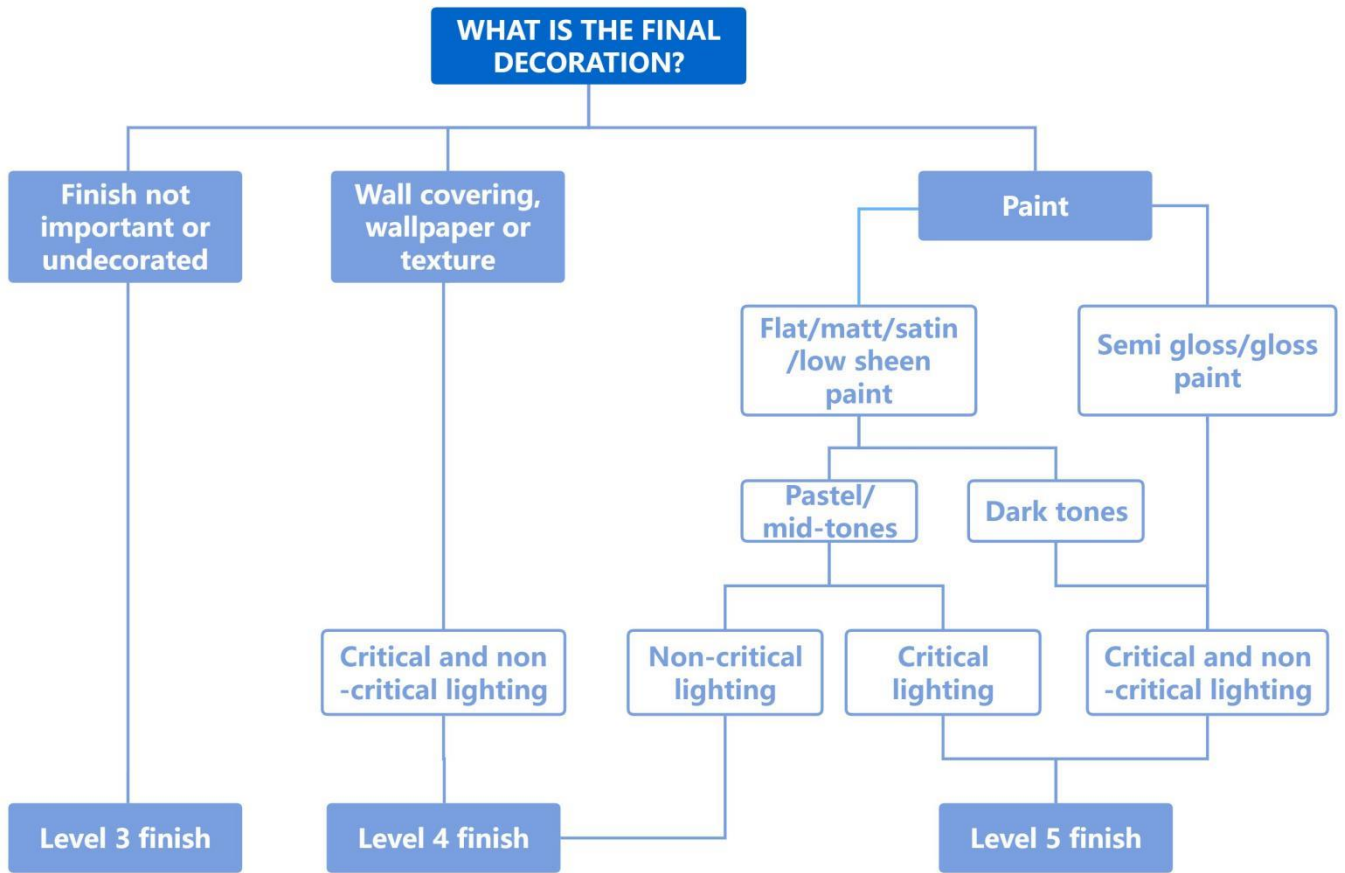 WHAT IS THE FINAL
DECORATION?
Finish not
important or
undecorated
Wall covering,
wallpaper or
texture
Paint
Flat/matt/satin
/low sheen
paint
Semi gloss/gloss
paint
Pastel/
mid-tones
Dark tones
Critical and non
-critical lighting
Non-critical
lighting
Critical
lighting
Critical and non
-critical lighting
Level 3 finish
Level 4 finish
Level 5 finish